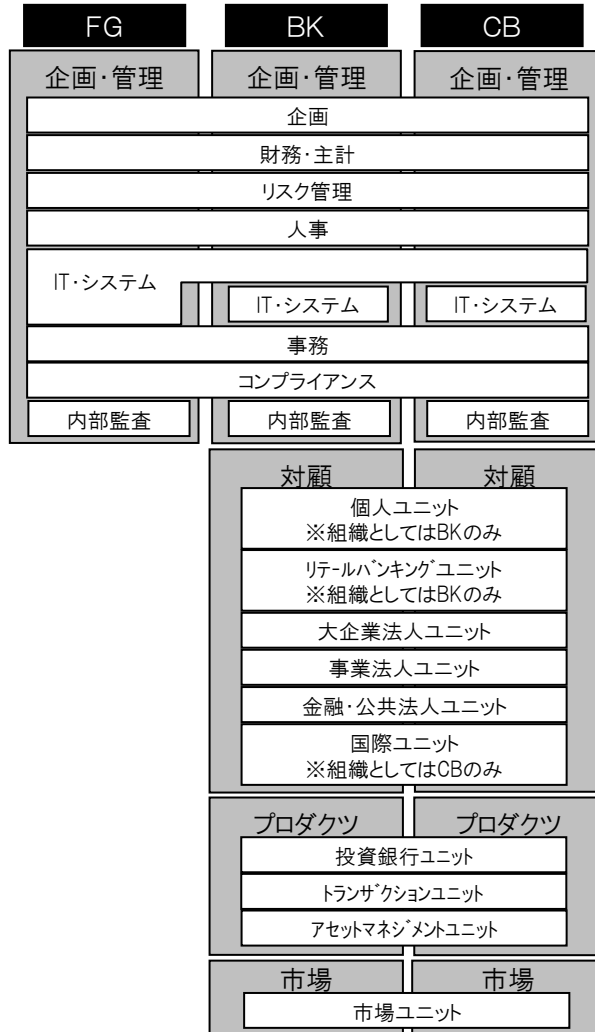 FG BK CB
企画・管理 企画・管理 企画・管理
企画
財務・主計
リスク管理
人事
IT・システム
IT・システム IT・システム
事務
コンプライアンス
内部監査 内部監査 内部監査
対顧 対顧
個人ユニット
※組織としてはBKのみ
リテールバンキングユニット
※組織としてはBKのみ
大企業法人ユニット
事業法人ユニット
金融・公共法人ユニット
国際ユニット
※組織としてはCBのみ
プロダクツ プロダクツ
投資銀行ユニット
トランザクションユニット
アセットマネジメントユニット
市場 市場
市場ユニット